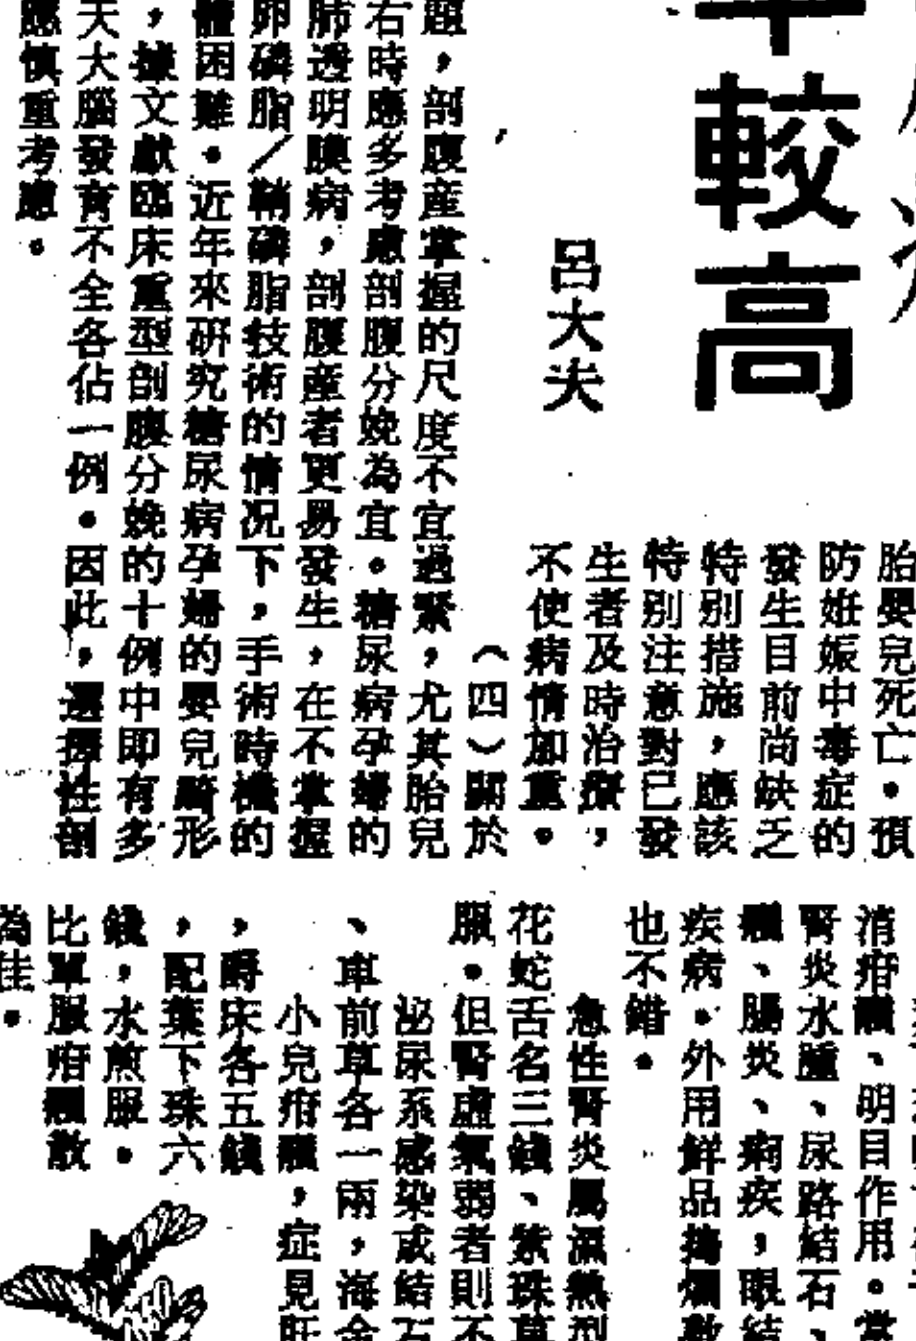 較高
呂大夫
胎嬰兒死亡。預
防姙娠中毒症的
發生目前尚缺乏
特別措施，應該
特別注意對已發
生者及時治療，
不使病情加重。
（四）關於
題，剖腹產掌握的尺度不宜過緊，尤其胎兒
右時應多考慮剖腹分娩為宜。糖尿病孕婦的
肺透明膜病，剖腹產者更易發生，在不掌握
卵磷脂／鞘磷脂技術的情况下，手術時機的
困難。近年來研究糖尿病孕婦的嬰兒畸形
，據文獻臨床重型剖腹分娩的十例中即有多
天大腦發育不全各佔一例。因此，選擇性剖
應慎重考慮。
消疳、明目作用。常
腎炎水腫、尿路結石、
、腸炎、痢疾，眼結
疾病。外用鮮品搗爛敷
也不錯。
急性腎炎屬濕熱型
花蛇舌名三錢、紫珠草
服。但腎虛氣弱者則不
泌尿系感染或結石
、車前草各一兩，海金
小兒疳積，症見肝
，爵床各五錢
，配葉下珠六
錢，水煎服。
比單服疳積散
為佳。